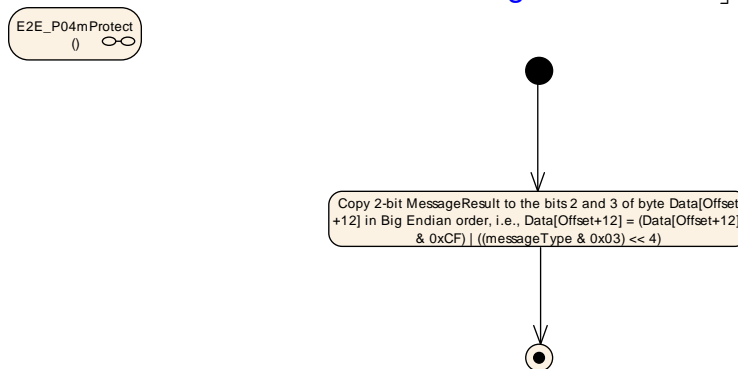 E2E_P04mProtect
()
Copy 2-bit MessageResult to the bits 2 and 3 of byte Data[Offset
+12] in Big Endian order, i.e., Data[Offset+12] = (Data[Offset+12]
& 0xCF) | ((messageType & 0x03) << 4)